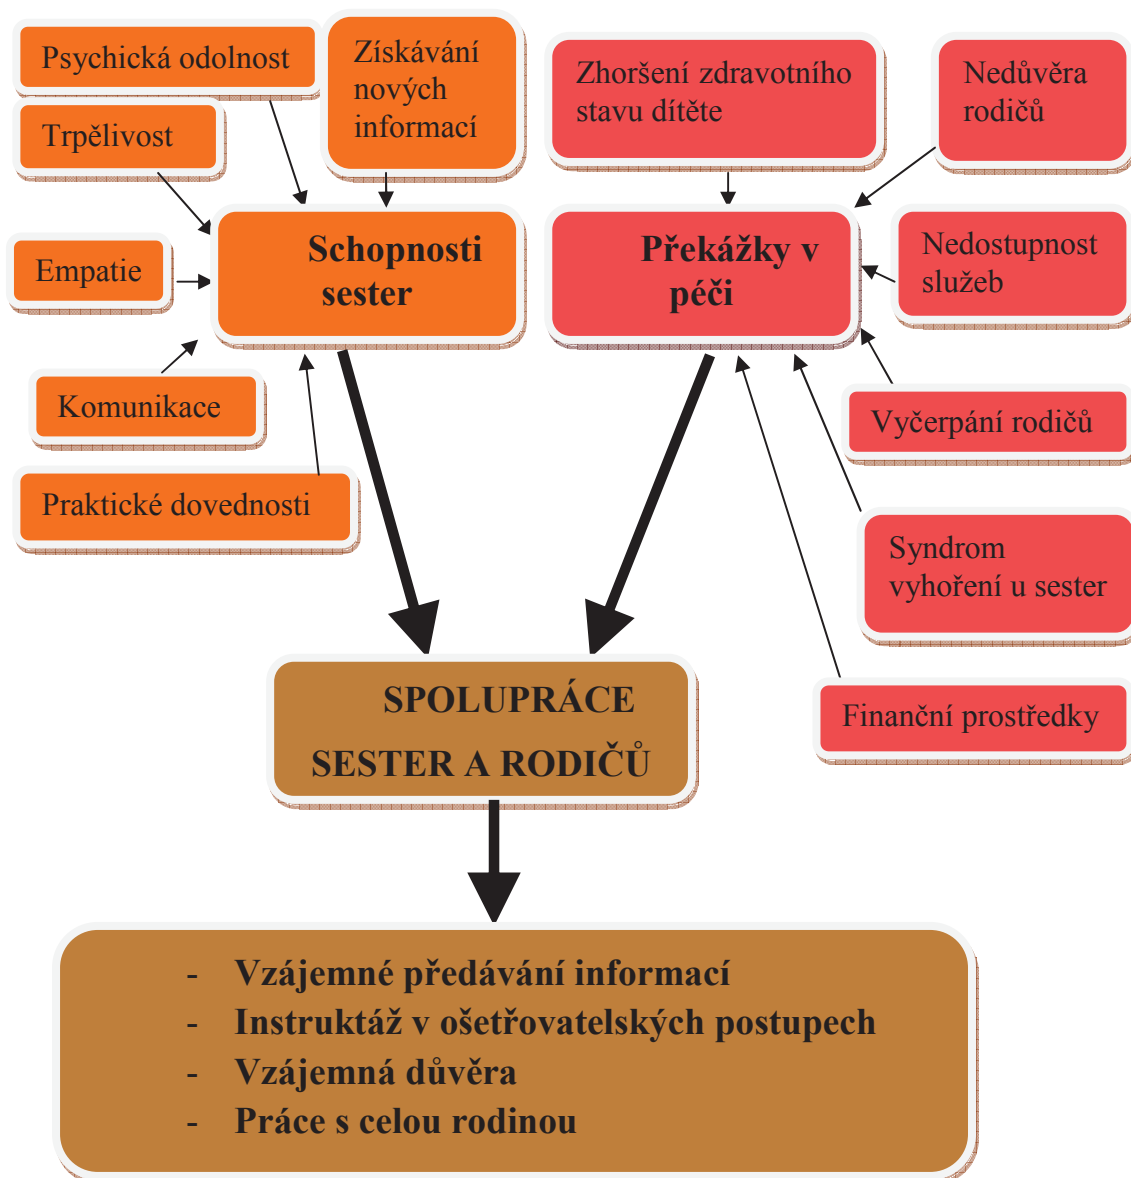 Psychická odolnost
Trpělivost
Získávání
nových
informací
Empatie
Schopnosti
sester
Komunikace
Praktické dovednosti
Zhoršení zdravotního
stavu dítěte
Nedůvěra
rodičů
Překážky v
péči
Nedostupnost
služeb
Vyčerpání rodičů
Syndrom
vyhoření u sester
Finanční prostředky
SPOLUPRÁCE
SESTER A RODIČŮ
- Vzájemné předávání informací
- Instruktáž v ošetřovatelských postupech
- Vzájemná důvěra
- Práce s celou rodinou